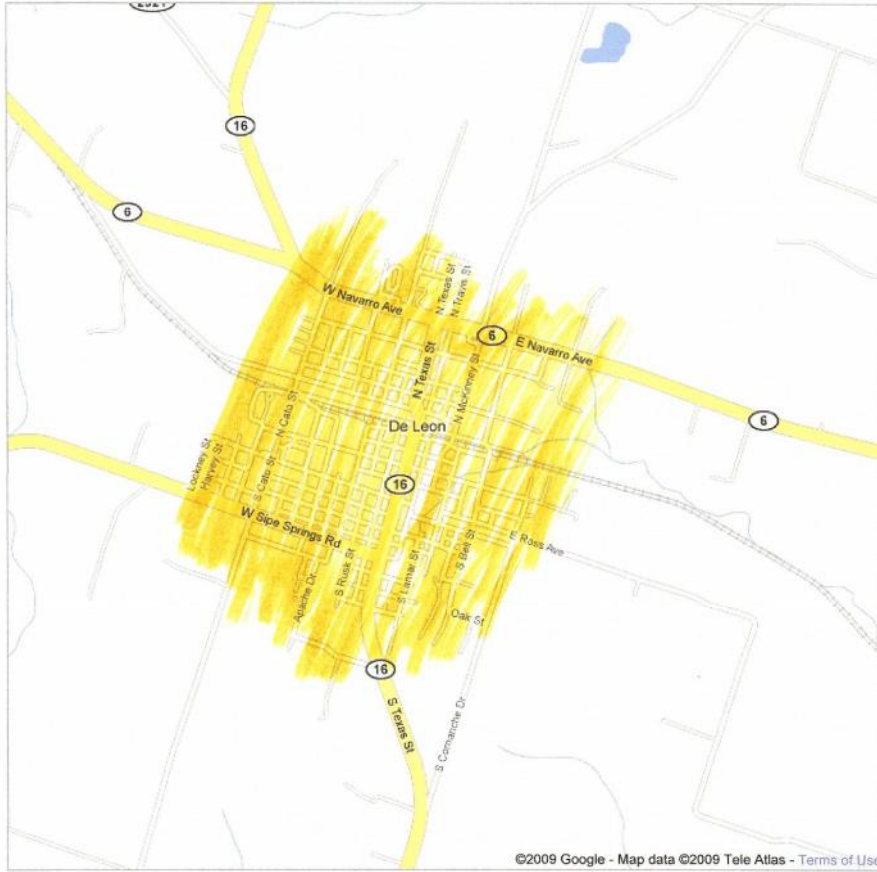 2921
16
6
W Navarro Ave
N Texas St
N Travis St
6
E Navarro Ave
N Texas St
N McKinney St
6
De Leon
N Cato St
Lockney St
Harvey St
S Cato St
16
W Sipe Springs Rd
E Ross Ave
S Bell St
S Rusk St
S Lamar St
Apache Dr
Oak St
16
S Texas St
S Comanche Dr
©2009 Google - Map data ©2009 Tele Atlas - Terms of Use